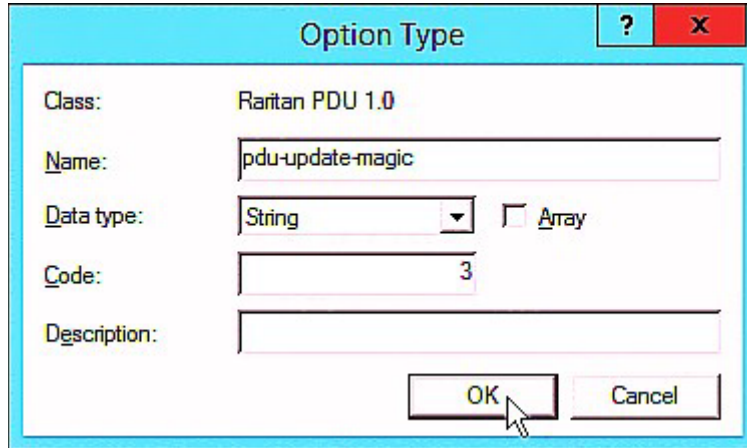 Option Type ? x
Class: Raritan PDU 1.0
Name: pdu-update-magic
Data type: String Array
Code: 3
Description:
OK Cancel